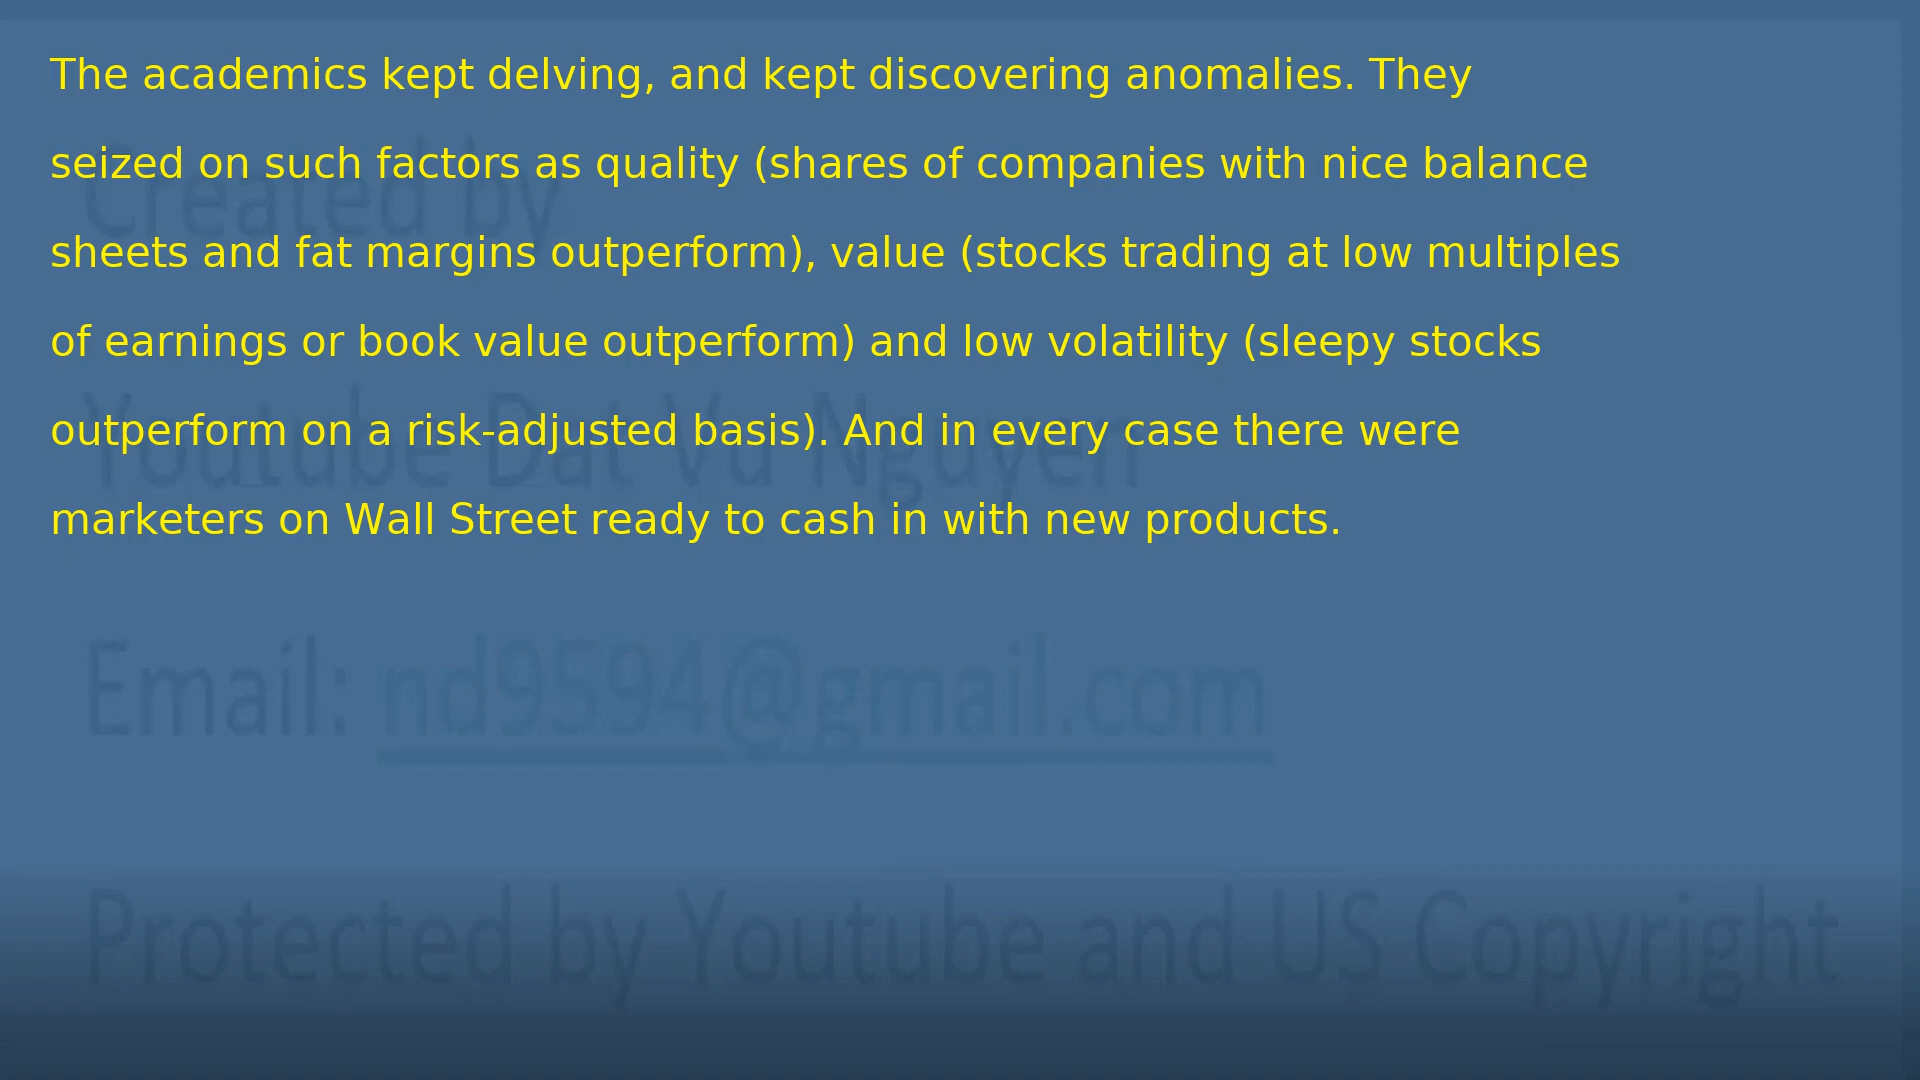 The academics kept delving, and kept discovering anomalies. They
seized on such factors as quality (shares of companies with nice balance
sheets and fat margins outperform), value (stocks trading at low multiples
of earnings or book value outperform) and low volatility (sleepy stocks
outperform on a risk-adjusted basis). And in every case there were
marketers on Wall Street ready to cash in with new products.
Created by
Youtube Dat Vu Nguyen
Email: nd9594@gmail.com
Protected by Youtube and US Copyright